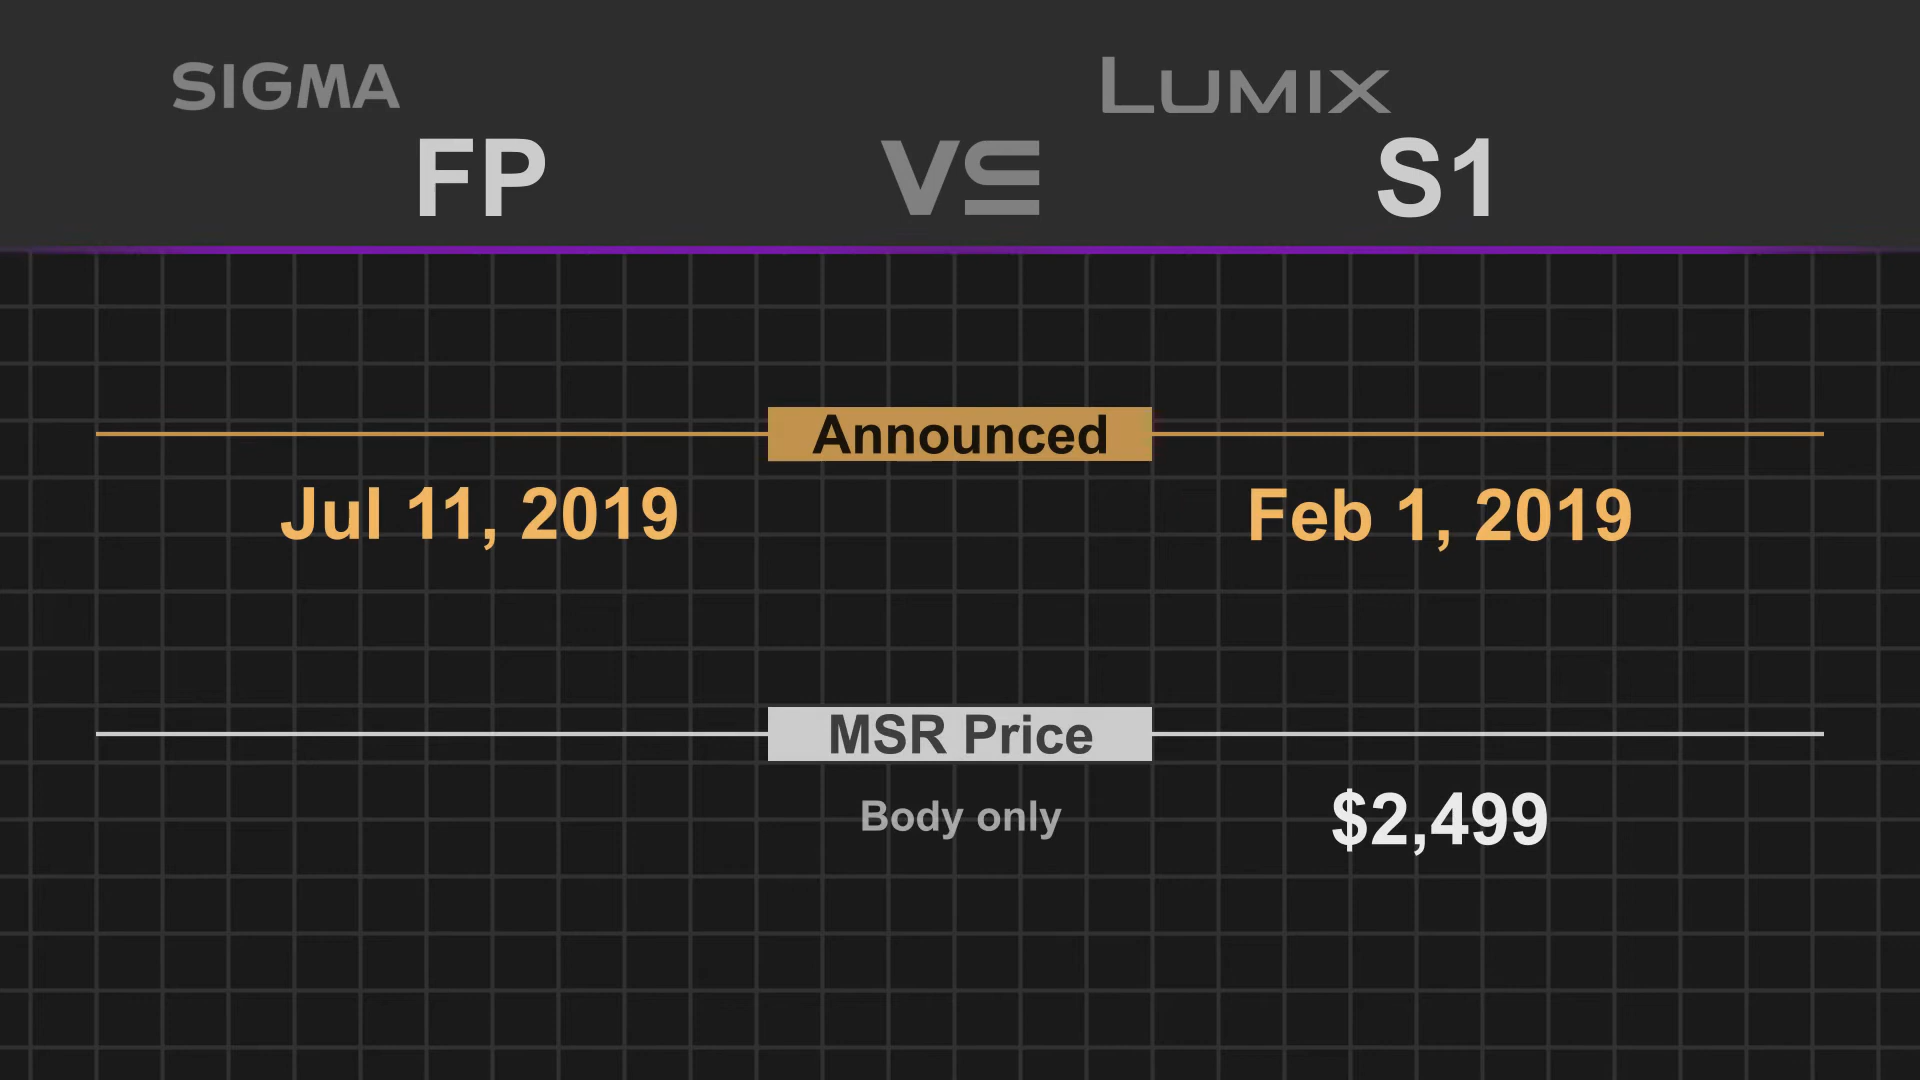 SIGMA
FP
VS
LUMIX
S1
Announced
Jul 11, 2019
Feb 1, 2019
MSR Price
Body only
$2,499